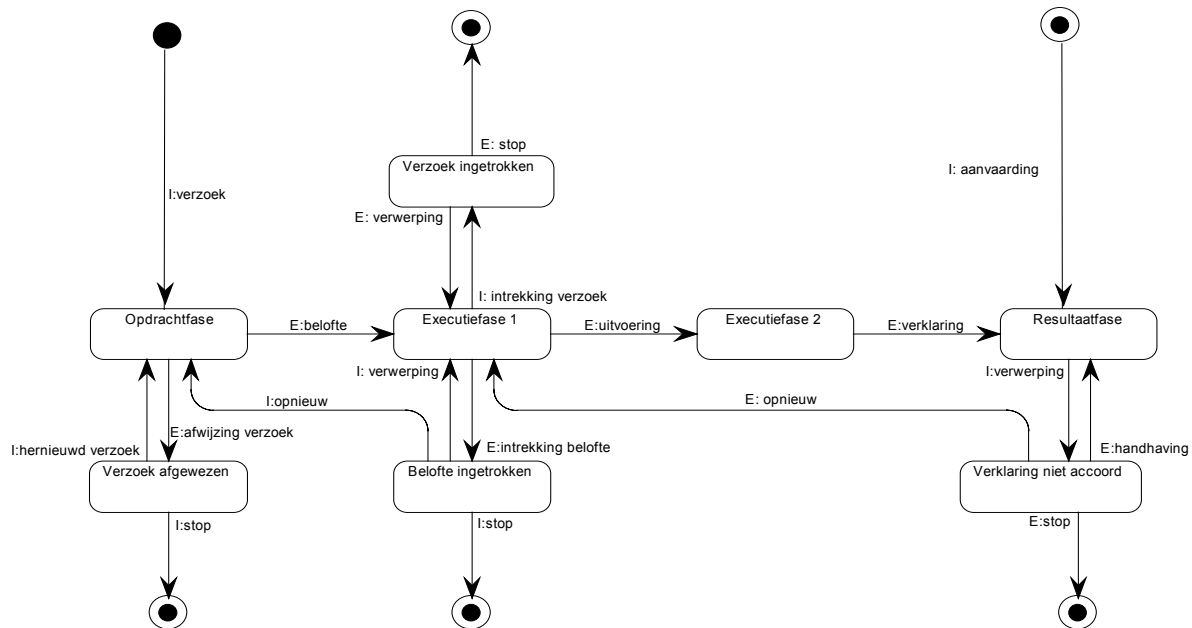 E: stop
Verzoek ingetrokken
I: aanvaarding
I:verzoek
E: verwerping
I: intrekking verzoek
Opdrachtfase
E:belofte
Executiefase 1
E:uitvoering
Executiefase 2
E:verklaring
Resultaatfase
I: verwerping
I:verwerping
I:opnieuw
E: opnieuw
E:afwijzing verzoek
I:hernieuwd verzoek
E:intrekking belofte
E:handhaving
Verzoek afgewezen
Belofte ingetrokken
Verklaring niet accoord
I:stop
I:stop
E:stop